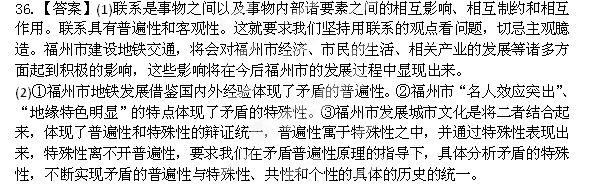 36.【答案】(1)联系是事物之间以及事物内部诸要素之间的相互影响、相互制约和相互
作用。联系具有普遍性和客观性。这就要求我们坚持用联系的观点看问题，切忌主观臆
造。福州市建设地铁交通，将会对福州市经济、市民的生活、相关产业的发展等诸多方
面起到积极的影响，这些影响将在今后福州市的发展过程中显现出来。
(2)①福州市地铁发展借鉴国内外经验体现了矛盾的普遍性。②福州市“名人效应突出”、
“地缘特色明显”的特点体现了矛盾的特殊性。③福州市发展城市文化是将二者结合起
来，体现了普遍性和特殊性的辩证统一，普遍性寓于特殊性之中，并通过特殊性表现出
来，特殊性离不开普遍性，要求我们在矛盾普遍性原理的指导下，具体分析矛盾的特殊
性，不断实现矛盾的普遍性与特殊性、共性和个性的具体的历史的统一。